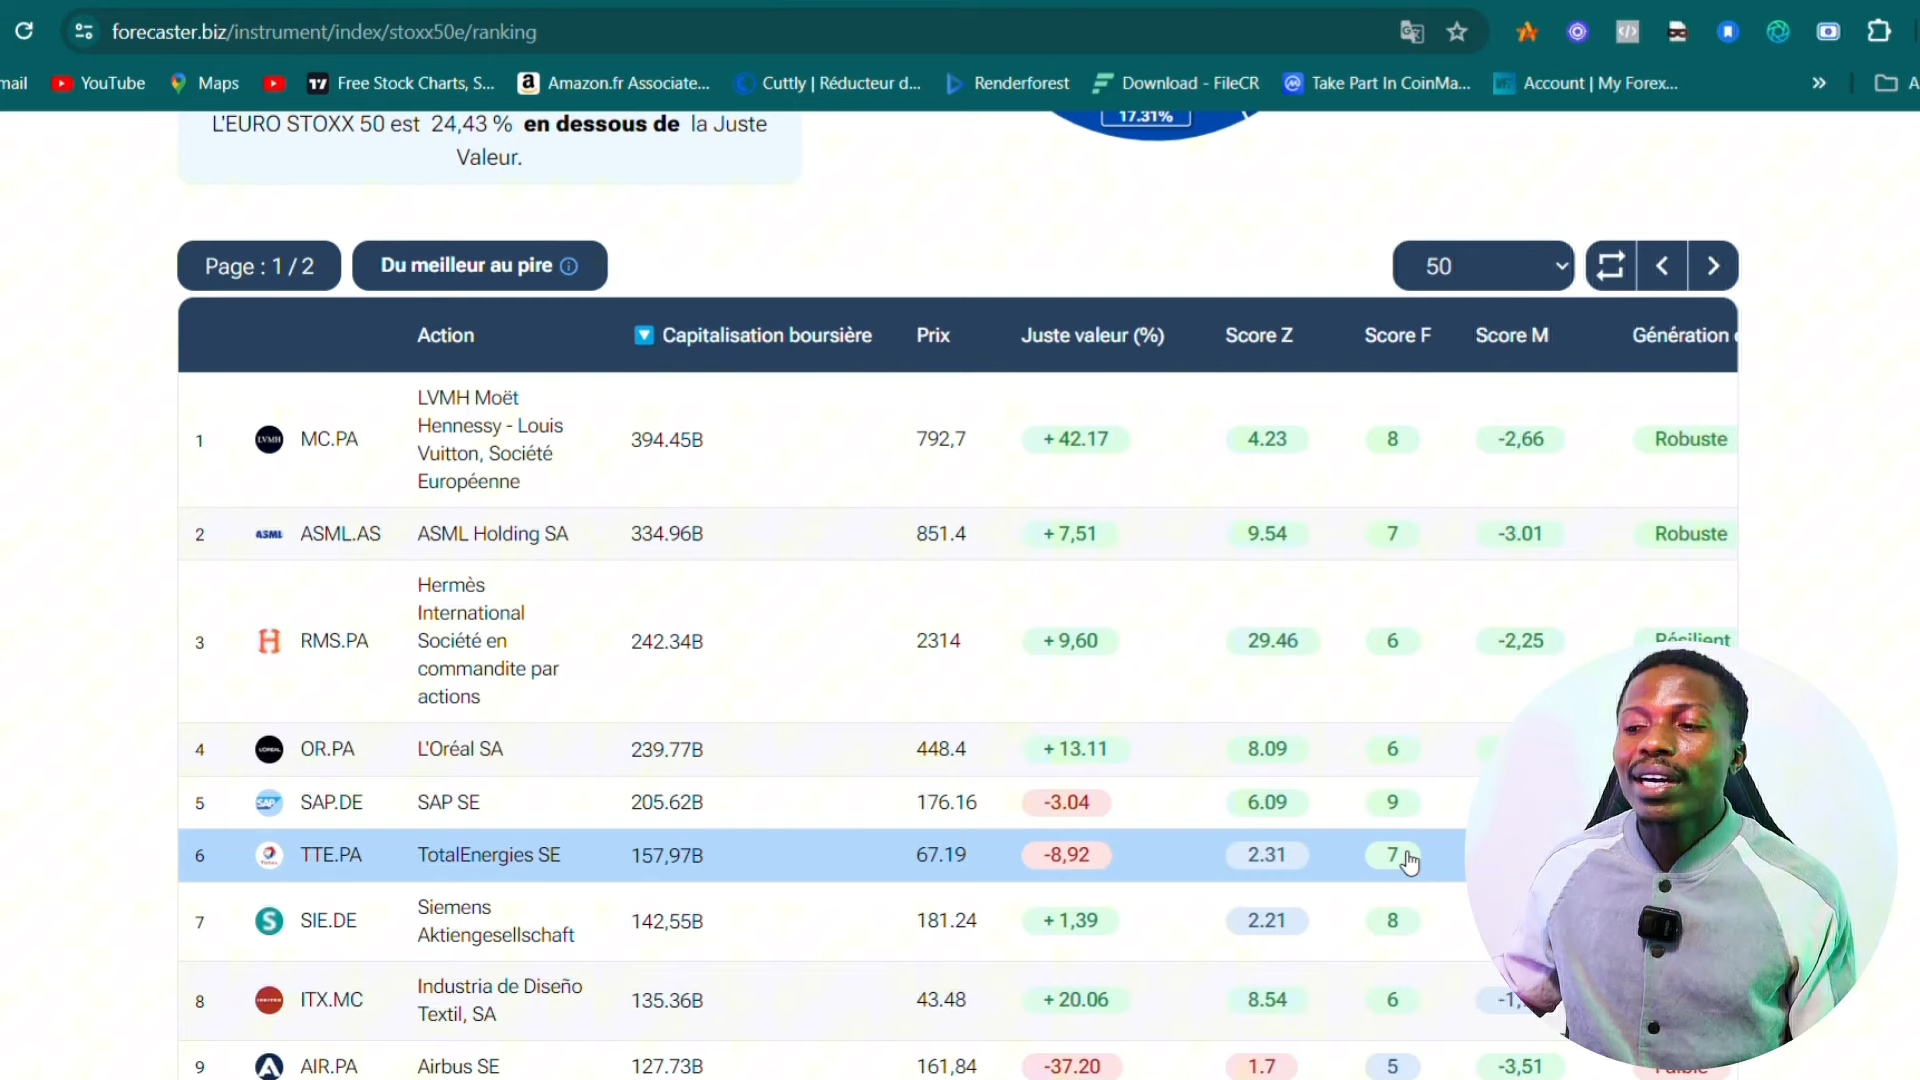 forecaster.biz/instrument/index/stoxx50e/ranking
mail YouTube Maps Free Stock Charts, S... Amazon.fr Associate... Cuttly | Réducteur d... Renderforest Download - FileCR Take Part In CoinMa... Account | My Forex... »
L'EURO STOXX 50 est 24,43 % en dessous de la Juste
Valeur.
17.31%
Page : 1 / 2 Du meilleur au pire 50
Action Capitalisation boursière Prix Juste valeur (%) Score Z Score F Score M Génération
1 LVMH MC.PA LVMH Moët
Hennessy - Louis
Vuitton, Société
Européenne 394.45B 792,7 + 42.17 4.23 8 -2,66 Robuste
2 ASML ASML.AS ASML Holding SA 334.96B 851.4 + 7,51 9.54 7 -3.01 Robuste
3 H RMS.PA Hermès
International
Société en
commandite par
actions 242.34B 2314 + 9,60 29.46 6 -2,25 Résilient
4 OR.PA L'Oréal SA 239.77B 448.4 + 13.11 8.09 6
5 SAP SAP.DE SAP SE 205.62B 176.16 -3.04 6.09 9
6 TTE.PA TotalEnergies SE 157,97B 67.19 -8,92 2.31 7
7 S SIE.DE Siemens
Aktiengesellschaft 142,55B 181.24 + 1,39 2.21 8
8 ITX.MC Industria de Diseño
Textil, SA 135.36B 43.48 + 20.06 8.54 6
9 AIR.PA Airbus SE 127.73B 161,84 -37.20 1.7 5 -3,51 Faible